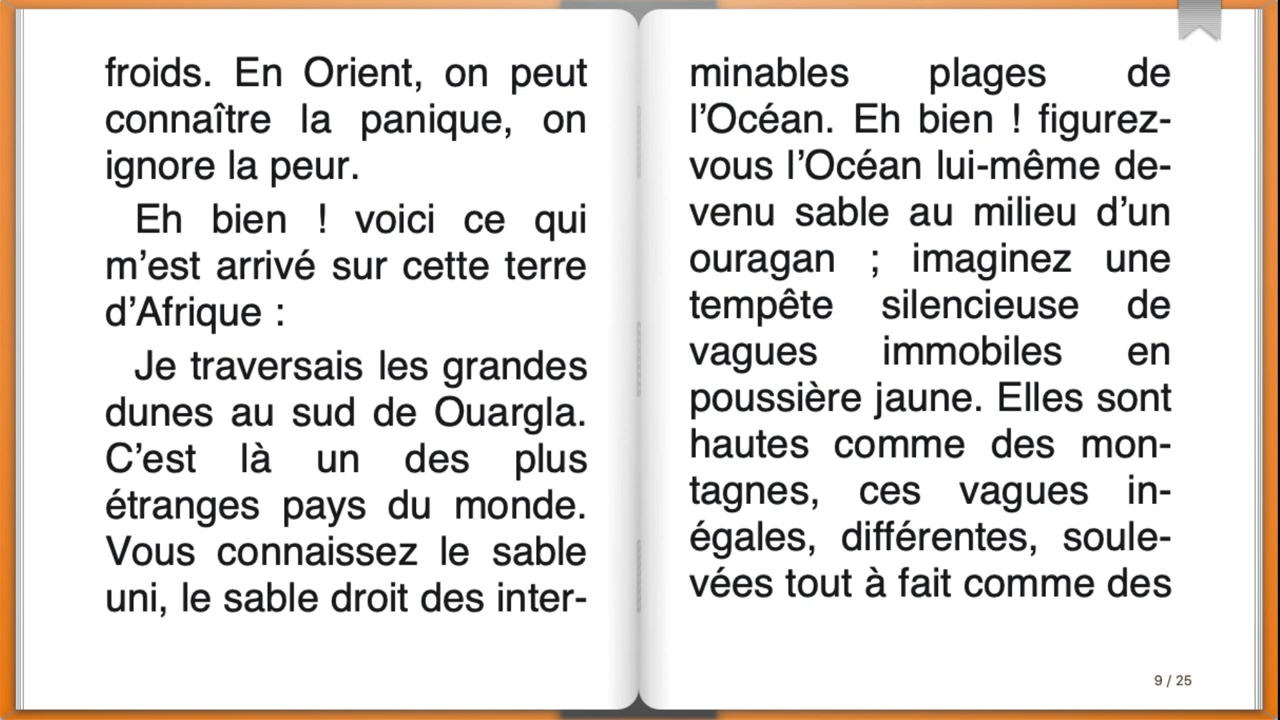 froids. En Orient, on peut
connaître la panique, on
ignore la peur.
Eh bien ! voici ce qui
m’est arrivé sur cette terre
d’Afrique :
Je traversais les grandes
dunes au sud de Ouargla.
C’est là un des plus
étranges pays du monde.
Vous connaissez le sable
uni, le sable droit des inter-
minables plages de
l’Océan. Eh bien ! figurez-
vous l’Océan lui-même de-
venu sable au milieu d’un
ouragan ; imaginez une
tempête silencieuse de
vagues immobiles en
poussière jaune. Elles sont
hautes comme des mon-
tagnes, ces vagues in-
égales, différentes, soule-
vées tout à fait comme des
9 / 25